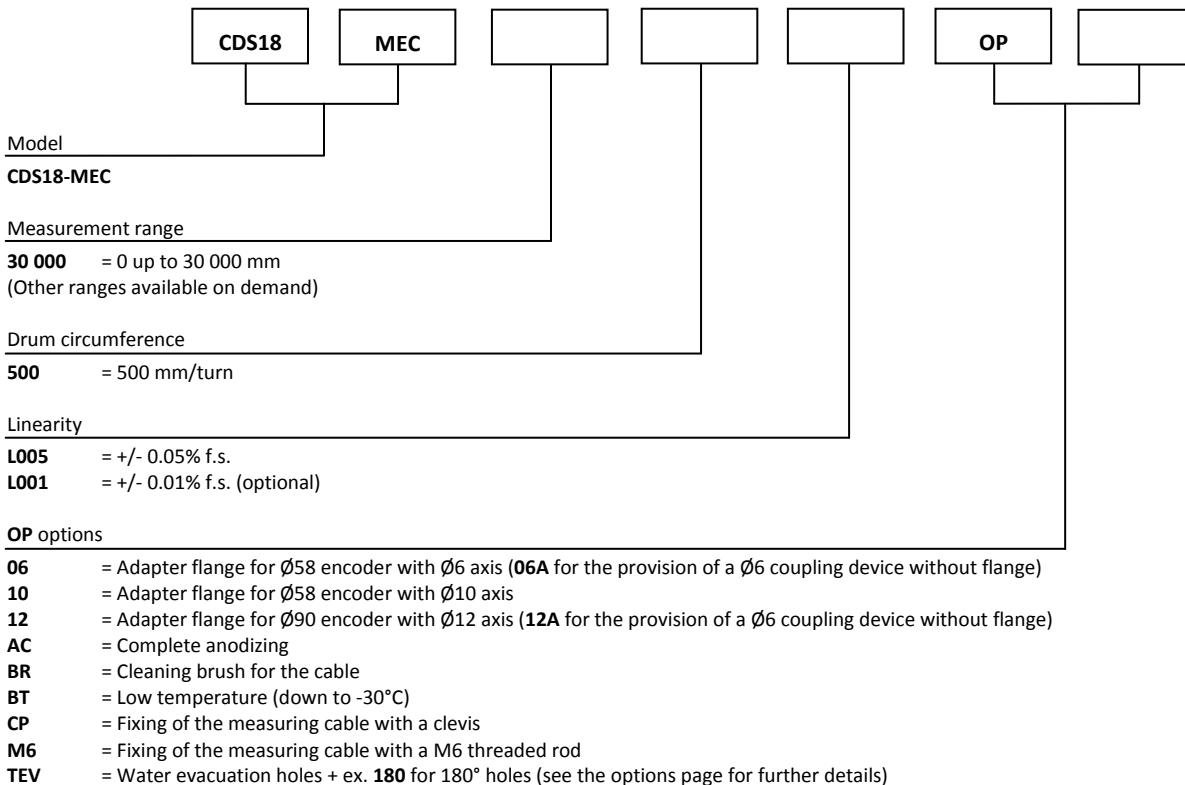 CDS18 MEC OP
Model
CDS18-MEC
Measurement range
30 000 = 0 up to 30 000 mm
(Other ranges available on demand)
Drum circumference
500 = 500 mm/turn
Linearity
L005 = +/- 0.05% f.s.
L001 = +/- 0.01% f.s. (optional)
OP options
06 = Adapter flange for Ø58 encoder with Ø6 axis (06A for the provision of a Ø6 coupling device without flange)
10 = Adapter flange for Ø58 encoder with Ø10 axis
12 = Adapter flange for Ø90 encoder with Ø12 axis (12A for the provision of a Ø6 coupling device without flange)
AC = Complete anodizing
BR = Cleaning brush for the cable
BT = Low temperature (down to -30°C)
CP = Fixing of the measuring cable with a clevis
M6 = Fixing of the measuring cable with a M6 threaded rod
TEV = Water evacuation holes + ex. 180 for 180° holes (see the options page for further details)